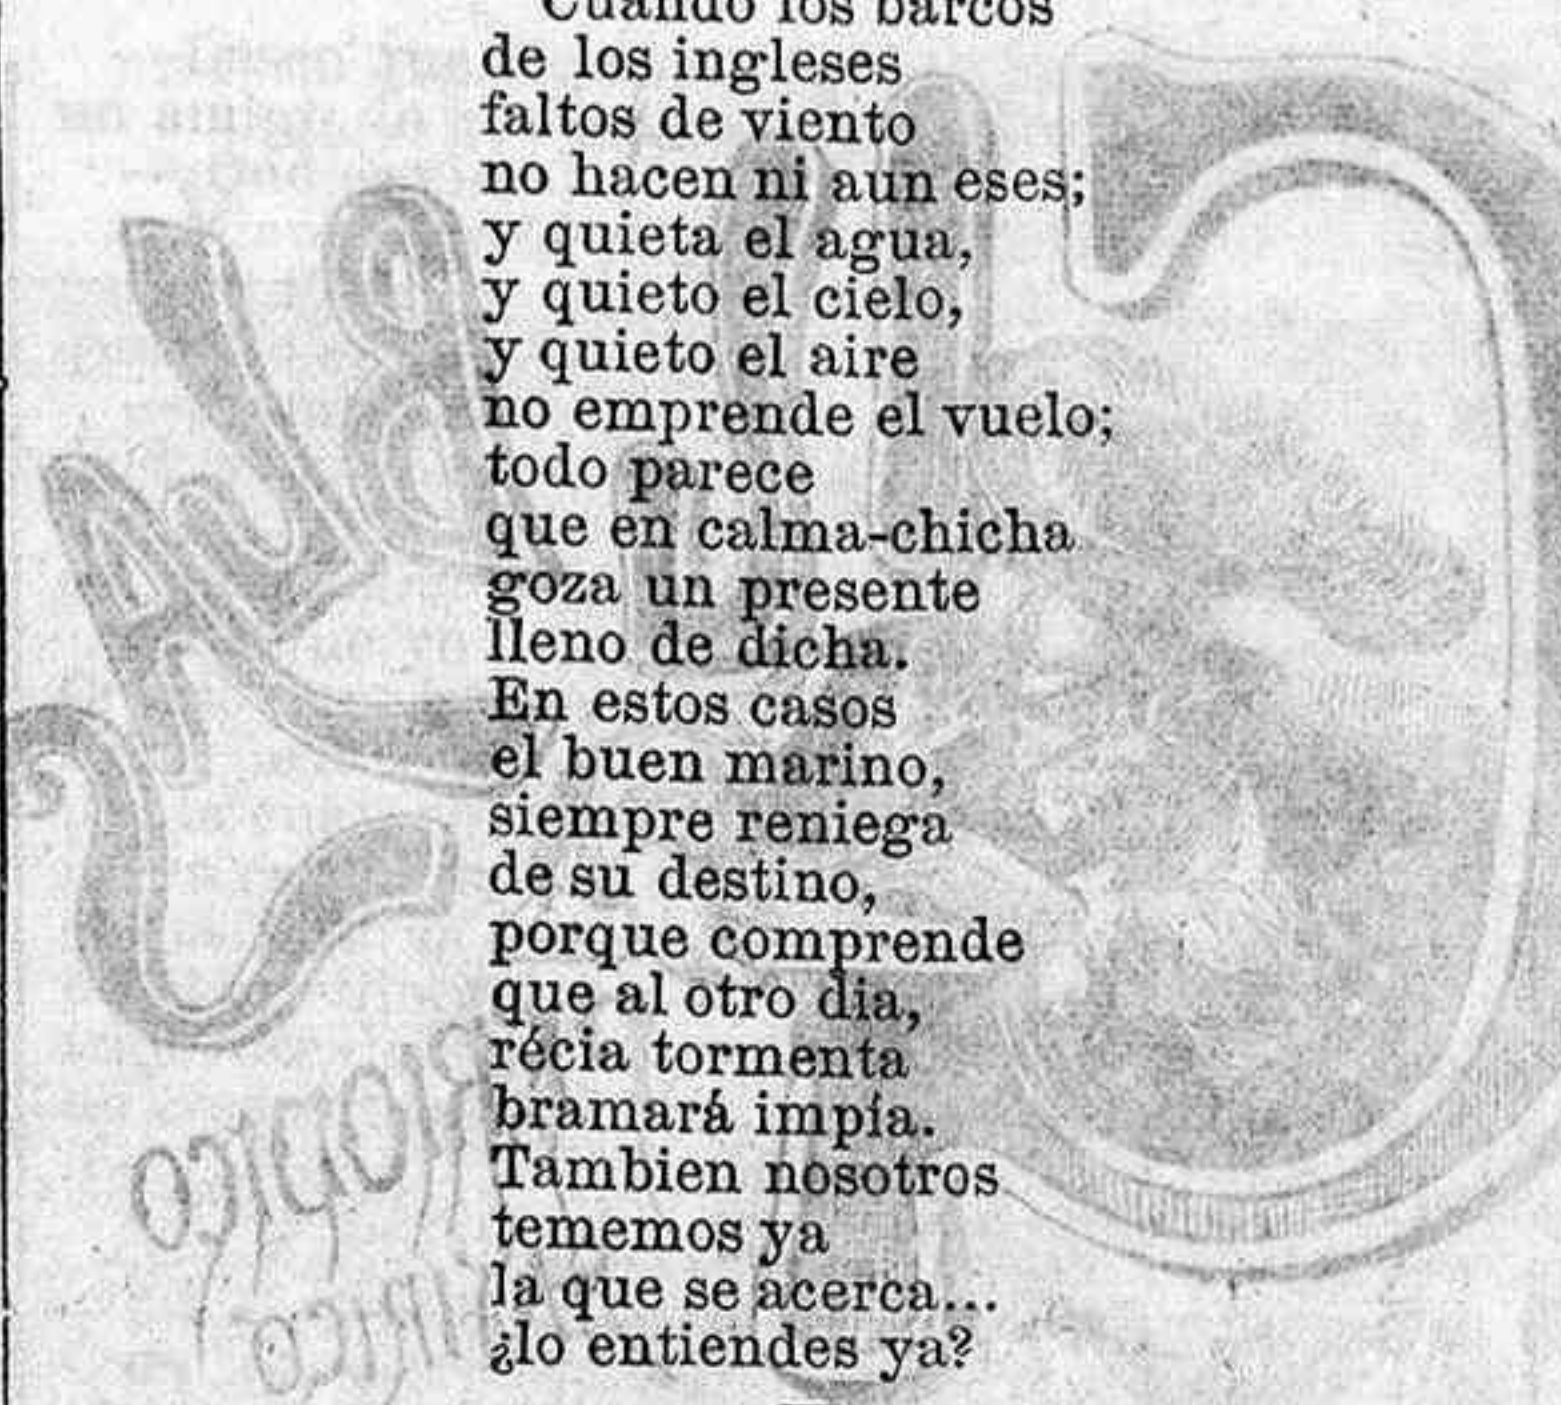 Cuando los barcos
de los ingleses
faltos de viento
no hacen ni aun eses;
y quieta el agua,
y quieto el cielo,
y quieto el aire
no emprende el vuelo;
todo parece
que en calma-chicha
goza un presente
lleno de dicha.
En estos casos
el buen marino,
siempre reniega
de su destino,
porque comprende
que al otro dia,
récia tormenta
bramará impía.
Tambien nosotros
tememos ya
la que se acerca...
¿lo entiendes ya?